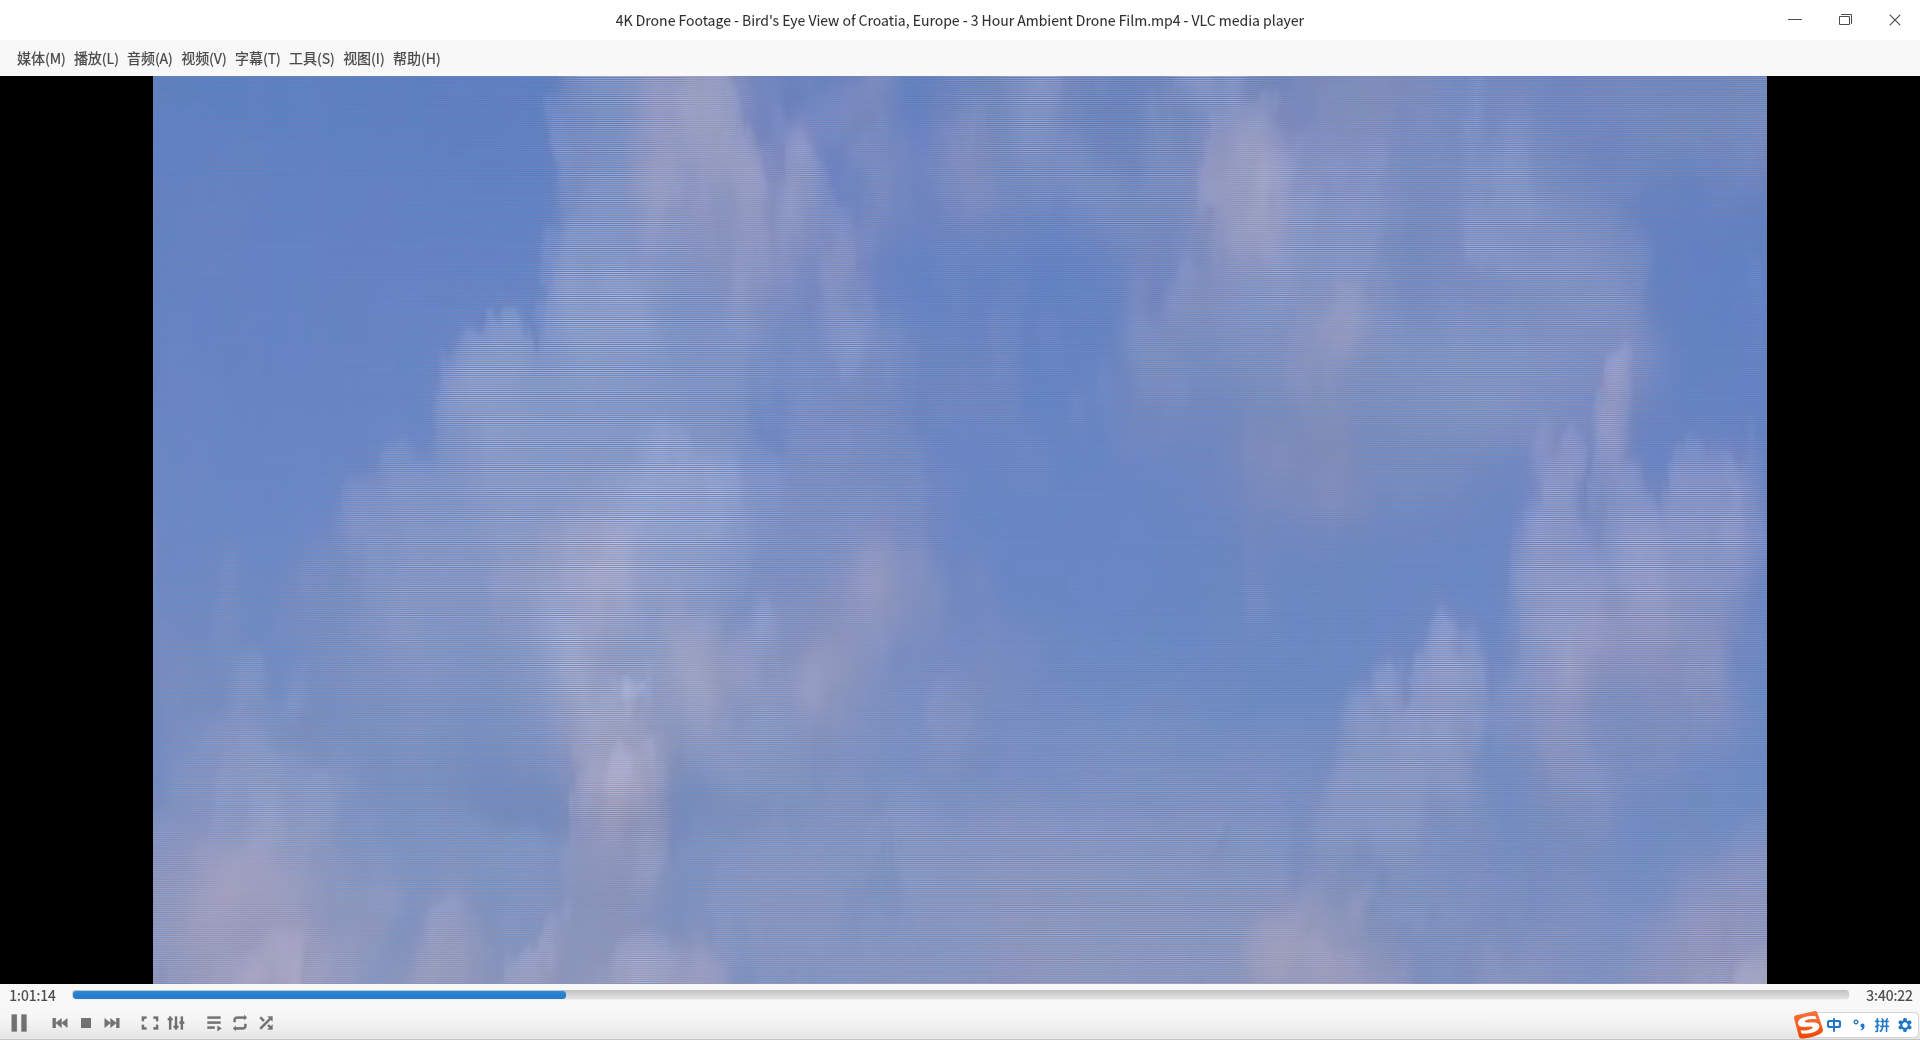 4K Drone Footage - Bird's Eye View of Croatia, Europe - 3 Hour Ambient Drone Film.mp4 - VLC media player
媒体(M) 播放(L) 音频(A) 视频(V) 字幕(T) 工具(S) 视图(I) 帮助(H)
1:01:14 3:40:22
中 °, 拼